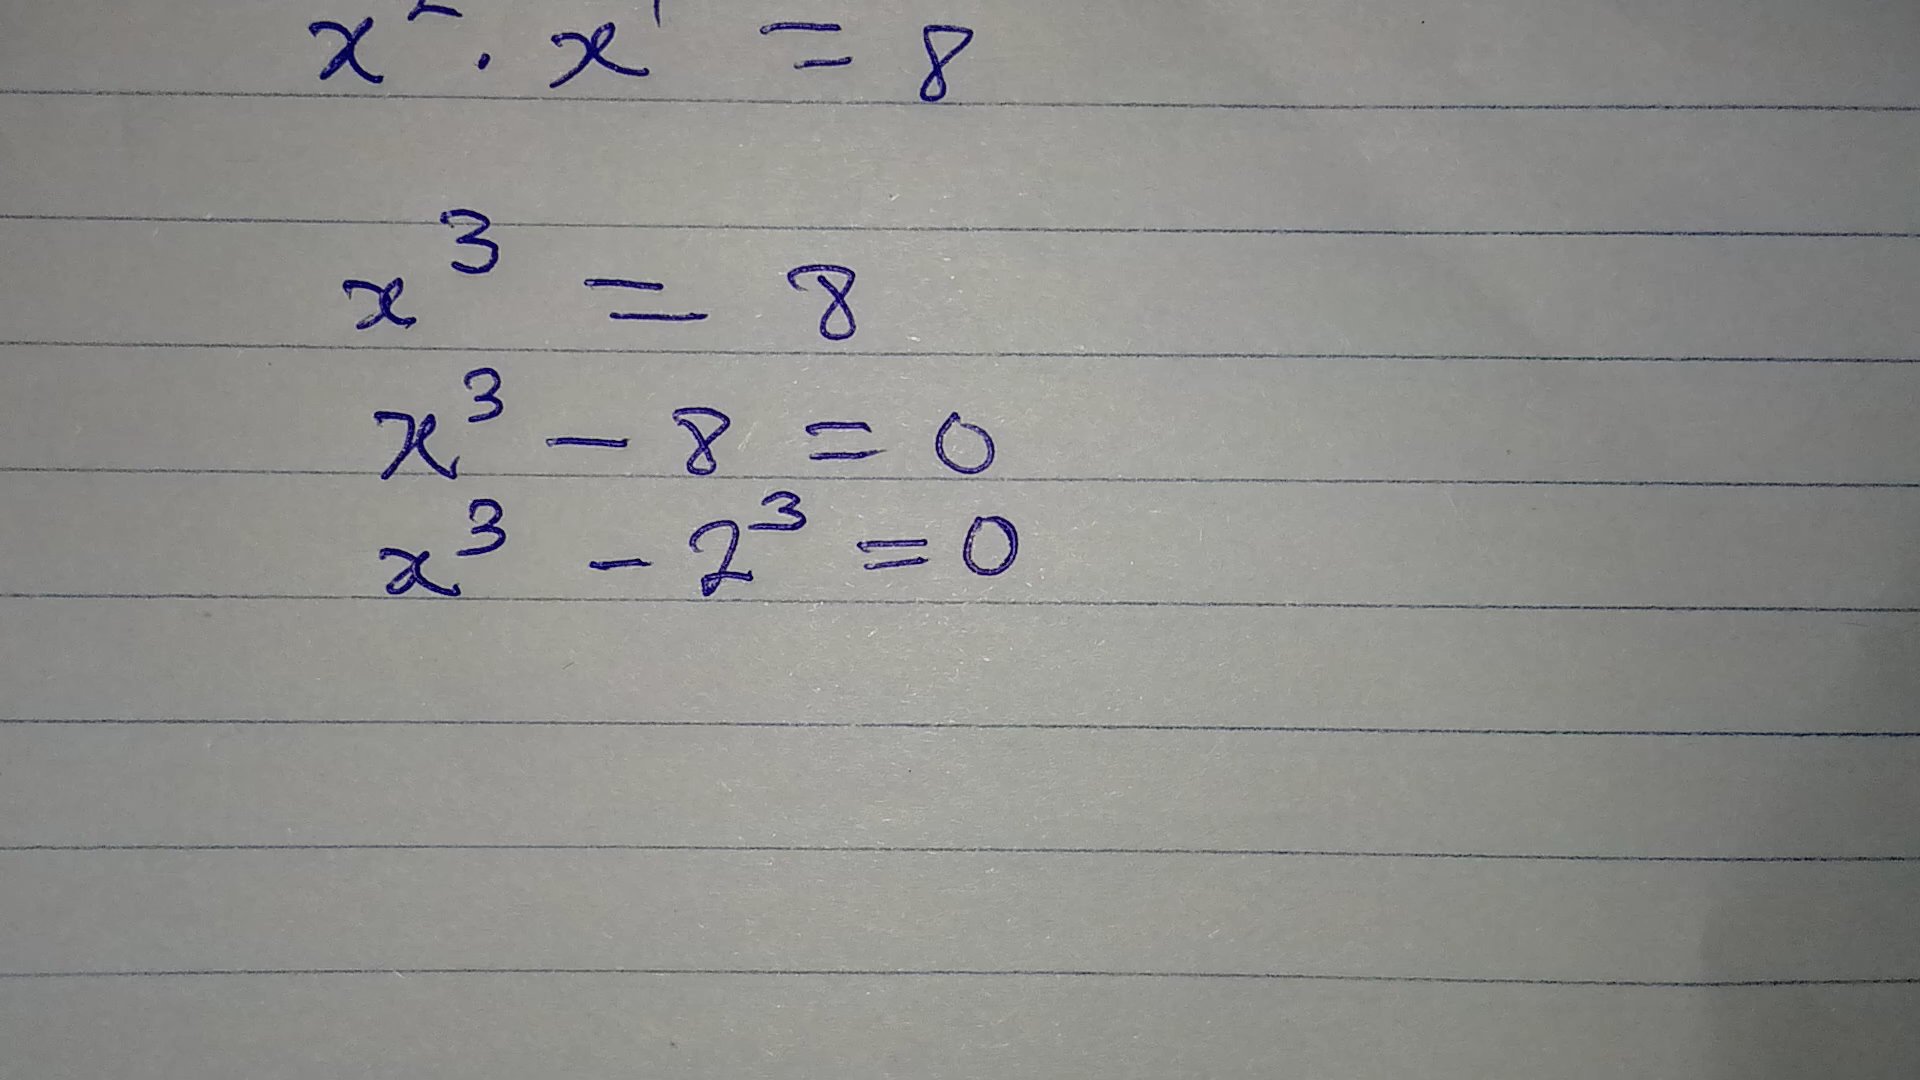 x² · x¹ = 8
x³ = 8
x³ - 8 = 0
x³ - 2³ = 0